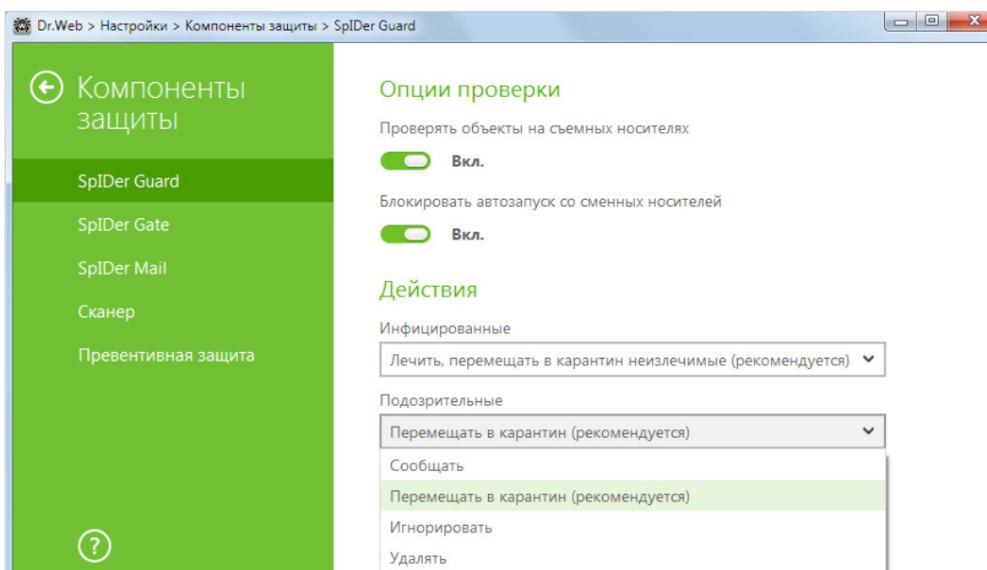 Dr.Web > Настройки > Компоненты защиты > SpIDer Guard
Компоненты
защиты
SpIDer Guard
SpIDer Gate
SpIDer Mail
Сканер
Превентивная защита
?
Опции проверки
Проверять объекты на съемных носителях
Вкл.
Блокировать автозапуск со сменных носителей
Вкл.
Действия
Инфицированные
Лечить, перемещать в карантин неизлечимые (рекомендуется)
Подозрительные
Перемещать в карантин (рекомендуется)
Сообщать
Перемещать в карантин (рекомендуется)
Игнорировать
Удалять